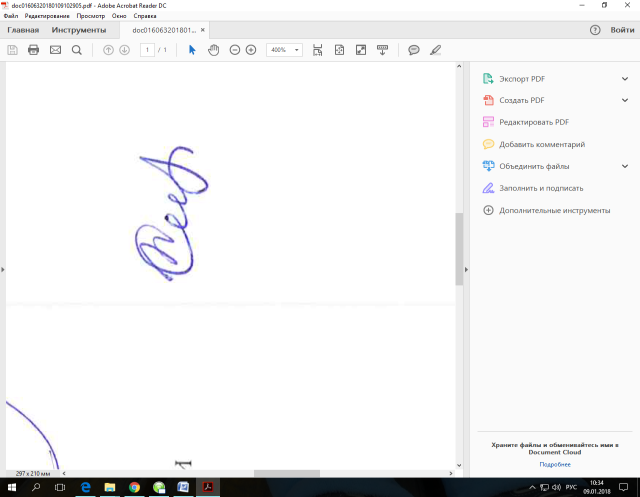 doc01606320180109102905.pdf - Adobe Acrobat Reader DC
Файл Редактирование Просмотр Окно Справка
Главная Инструменты doc016063201801... × Войти
1 / 1 400%
Экспорт PDF
Создать PDF
Редактировать PDF
Добавить комментарий
Объединить файлы
Заполнить и подписать
Дополнительные инструменты
Храните файлы и обменивайтесь ими в
Document Cloud
Подробнее
297 x 210 мм
РУС
10:34
09.01.2018